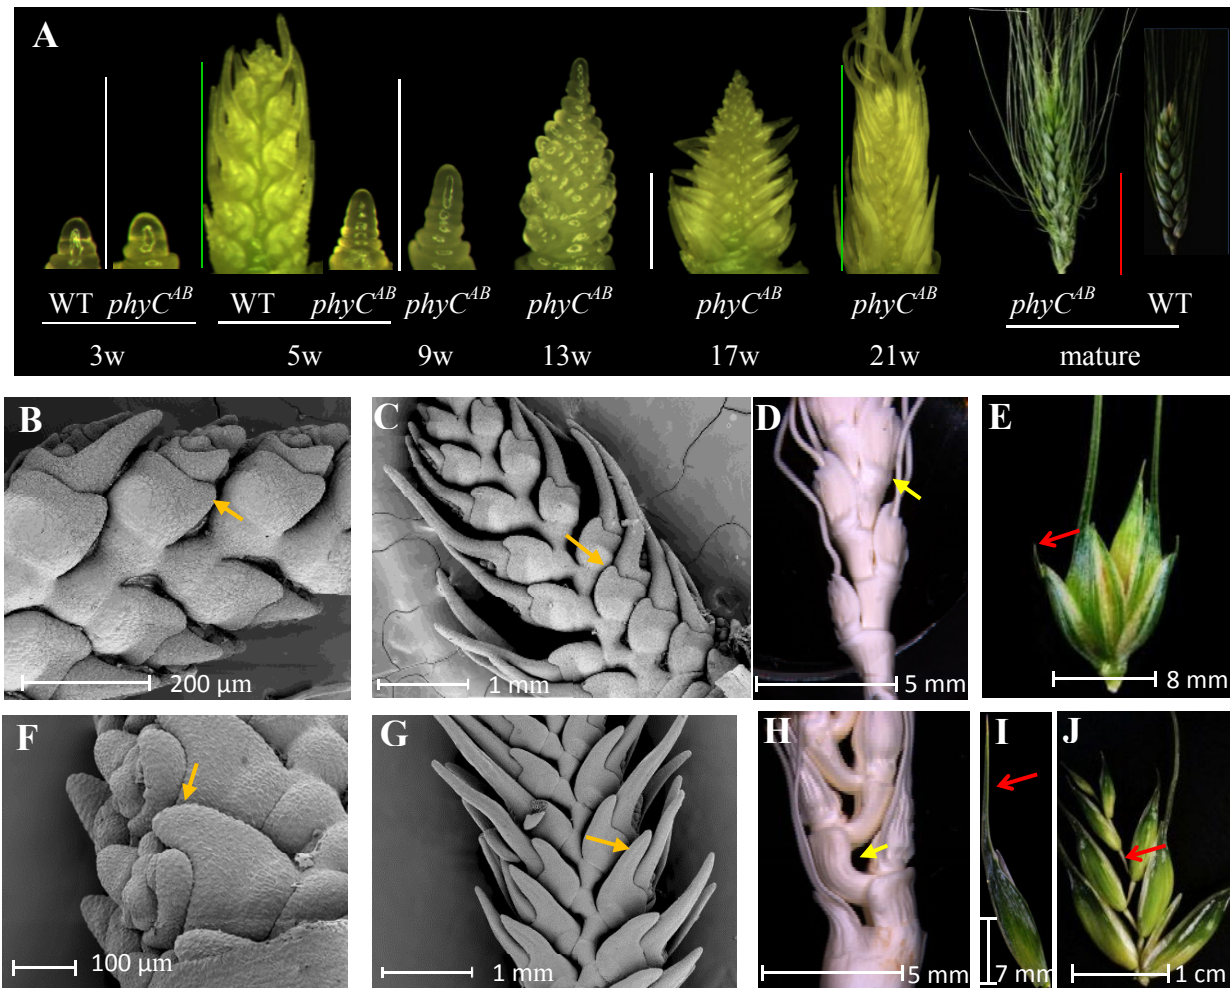 A
WT phyC^AB WT phyC^AB phyC^AB phyC^AB phyC^AB phyC^AB phyC^AB WT
3w 5w 9w 13w 17w 21w mature
B C D E
200 µm 1 mm 5 mm 8 mm
F G H I J
100 µm 1 mm 5 mm 7 mm 1 cm